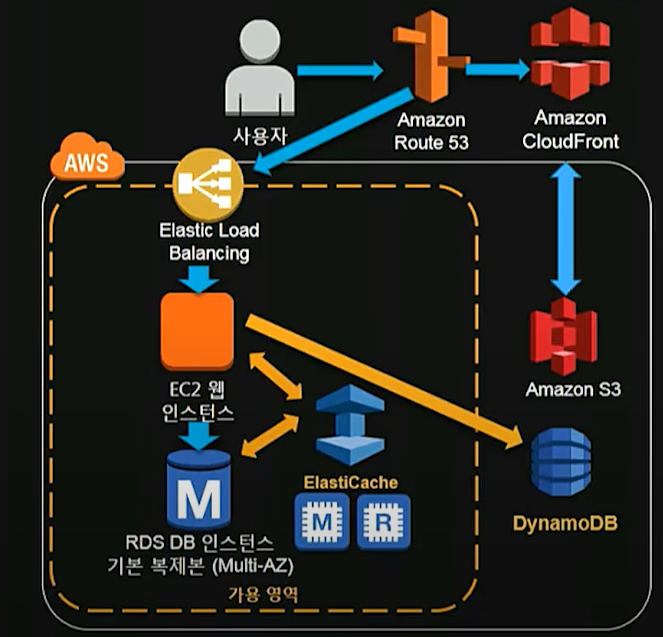 사용자
Amazon
Route 53
Amazon
CloudFront
AWS
Elastic Load
Balancing
EC2 웹
인스턴스
Amazon S3
ElastiCache
M
R
DynamoDB
M
RDS DB 인스턴스
기본 복제본 (Multi-AZ)
가용 영역